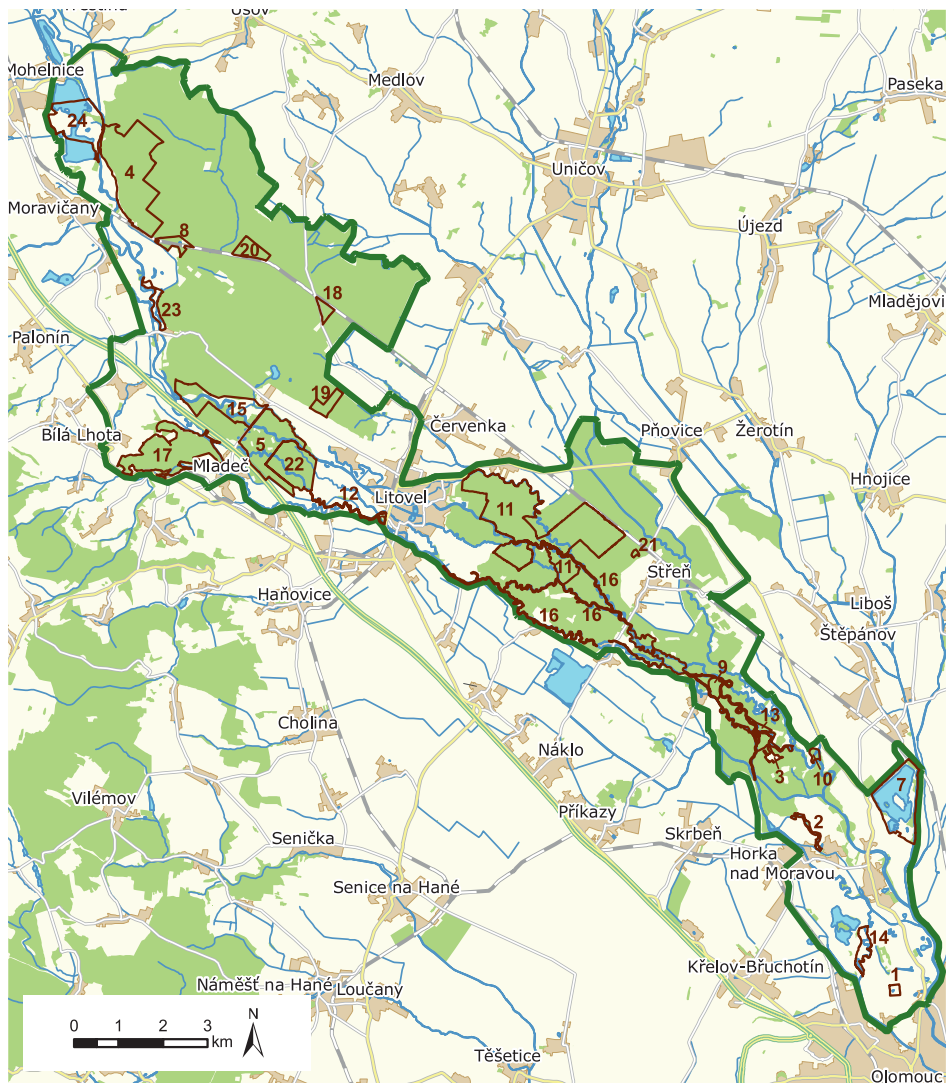 Úsov
Mohelnice
Medlov
Paseka
24
Uničov
4
Moravičany
8
20
Újezd
18
23
Mladějovi
Palonín
19
15
Červenka
Pňovice
Žerotín
Bílá Lhota
17
5
Mladeč
22
12
Litovel
11
Hnojice
21
11
16
Střeň
Haňovice
16
16
Liboš
Štěpánov
9
13
Cholina
Náklo
3
10
7
Vilémov
Příkazy
2
Skrbeň
Senička
Horka
nad Moravou
Senice na Hané
14
Křelov-Břuchotín
1
Náměšť na Hané
Loučany
0 1 2 3
km
N
Těšetice
Olomouc